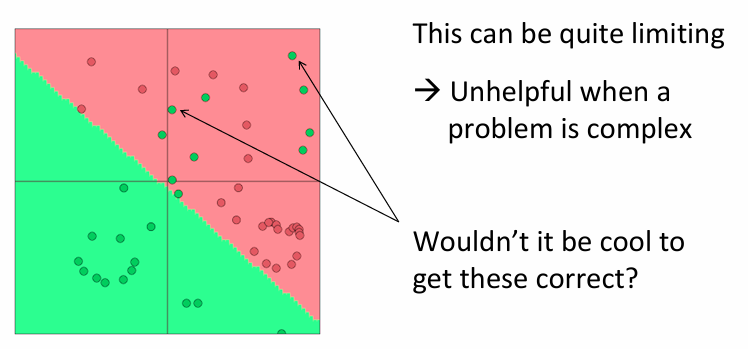 This can be quite limiting
→ Unhelpful when a
problem is complex
Wouldn't it be cool to
get these correct?